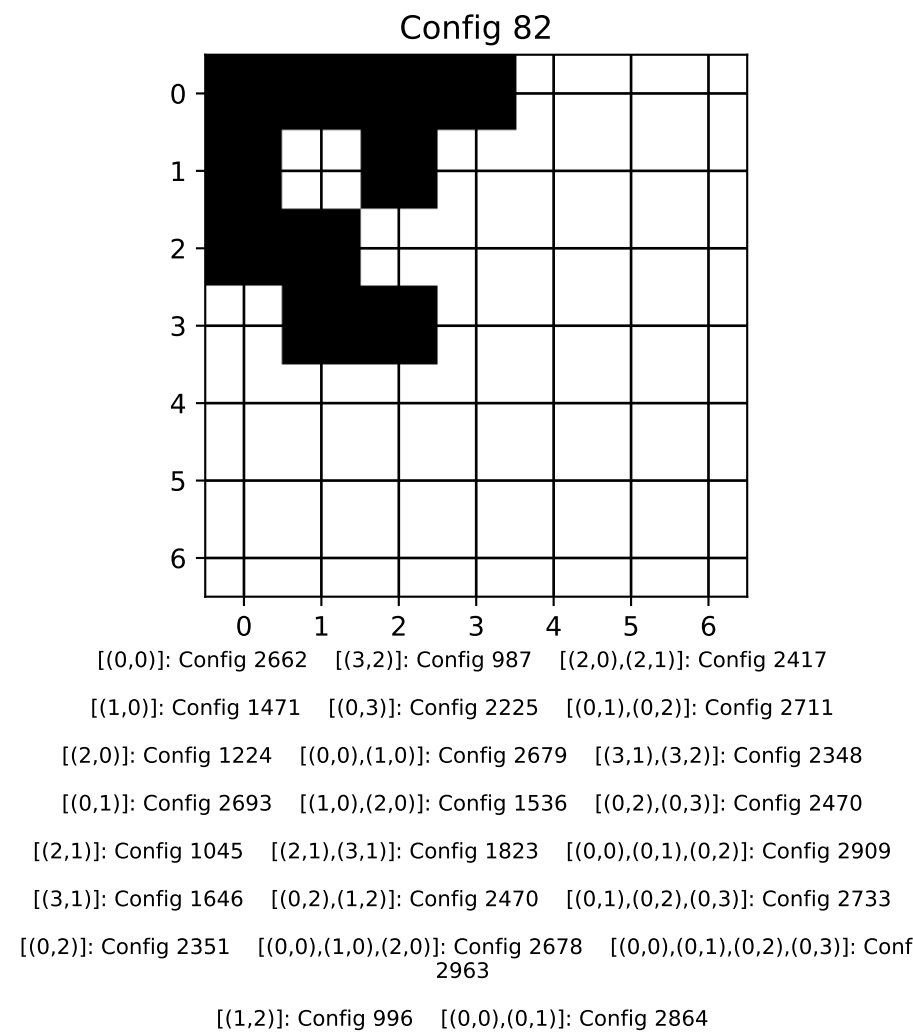 Config 82
0
1
2
3
4
5
6
0 1 2 3 4 5 6
[(0,0)]: Config 2662 [(3,2)]: Config 987 [(2,0),(2,1)]: Config 2417
[(1,0)]: Config 1471 [(0,3)]: Config 2225 [(0,1),(0,2)]: Config 2711
[(2,0)]: Config 1224 [(0,0),(1,0)]: Config 2679 [(3,1),(3,2)]: Config 2348
[(0,1)]: Config 2693 [(1,0),(2,0)]: Config 1536 [(0,2),(0,3)]: Config 2470
[(2,1)]: Config 1045 [(2,1),(3,1)]: Config 1823 [(0,0),(0,1),(0,2)]: Config 2909
[(3,1)]: Config 1646 [(0,2),(1,2)]: Config 2470 [(0,1),(0,2),(0,3)]: Config 2733
[(0,2)]: Config 2351 [(0,0),(1,0),(2,0)]: Config 2678 [(0,0),(0,1),(0,2),(0,3)]: Conf
2963
[(1,2)]: Config 996 [(0,0),(0,1)]: Config 2864